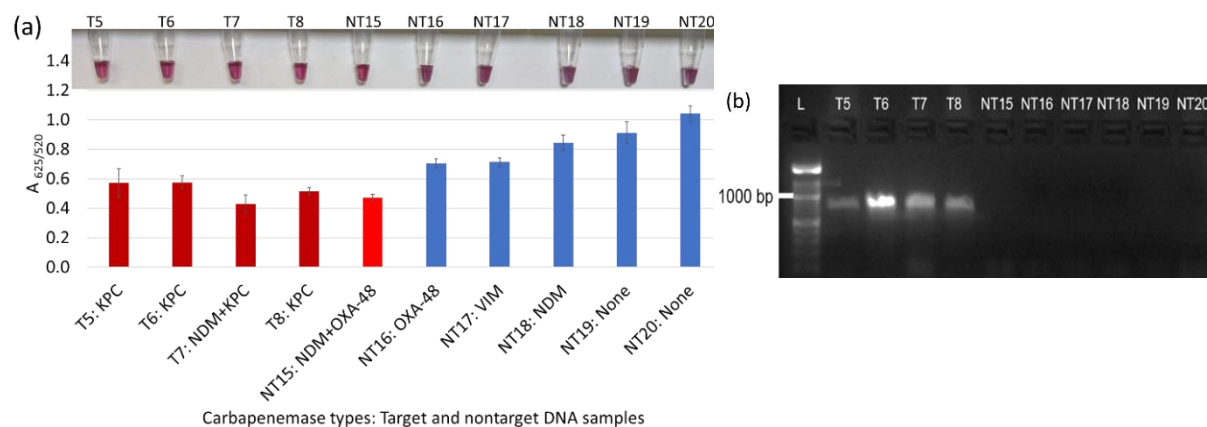 (a)
T5 T6 T7 T8 NT15 NT16 NT17 NT18 NT19 NT20
1.4
1.2
1.0
0.8
0.6
0.4
0.2
0.0
A 625/520
T5: KPC
T6: KPC
T7: NDM+KPC
T8: KPC
NT15: NDM+OXA-48
NT16: OXA-48
NT17: VIM
NT18: NDM
NT19: None
NT20: None
Carbapenemase types: Target and nontarget DNA samples
(b)
L T5 T6 T7 T8 NT15 NT16 NT17 NT18 NT19 NT20
1000 bp